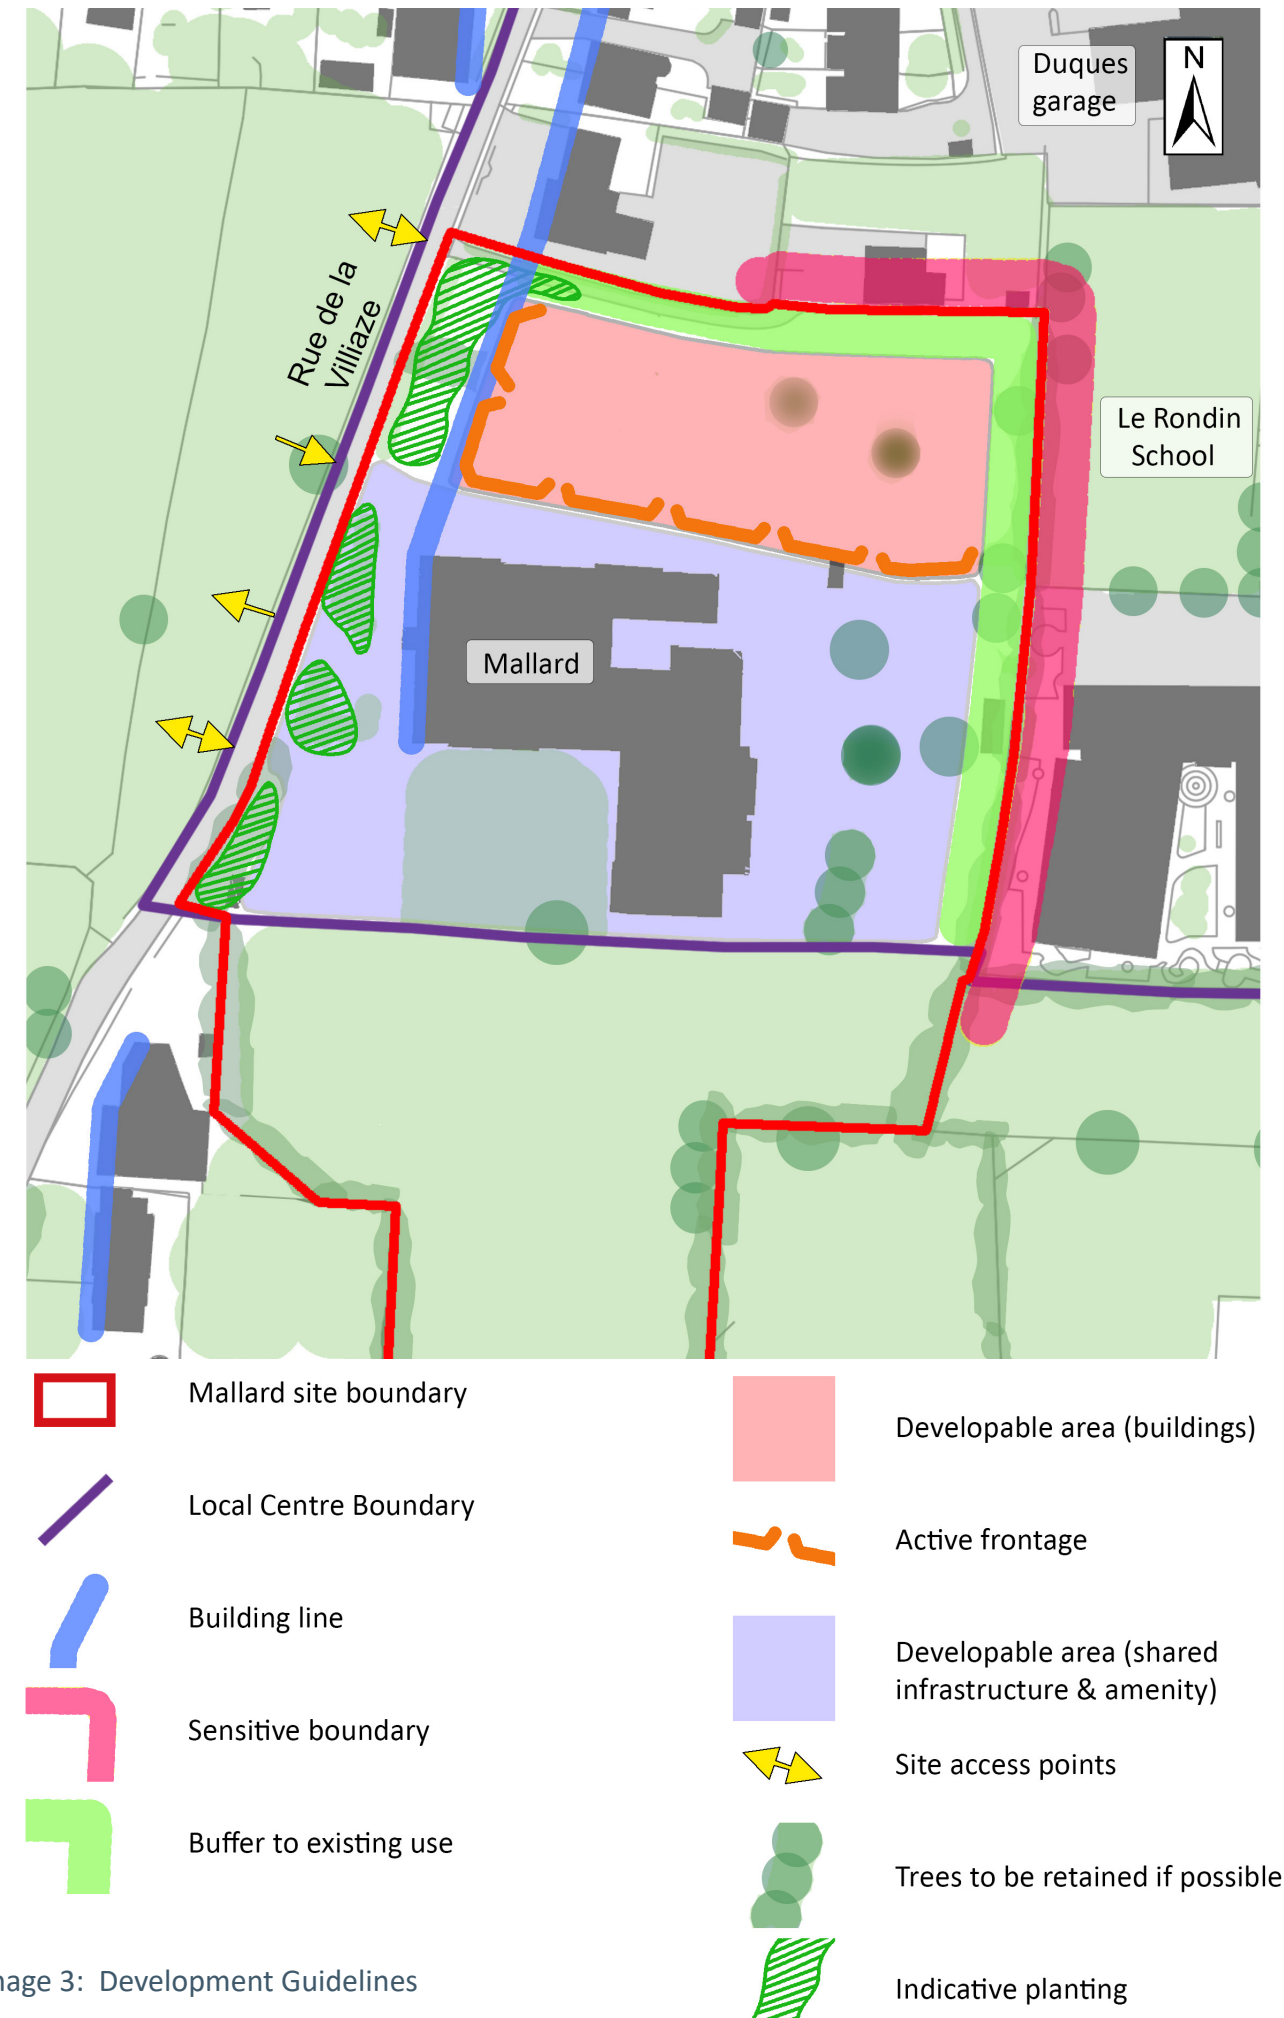 Duques
garage
N
Rue de la
Villiaze
Le Rondin
School
Mallard
Mallard site boundary
Local Centre Boundary
Building line
Sensitive boundary
Buffer to existing use
Developable area (buildings)
Active frontage
Developable area (shared
infrastructure & amenity)
Site access points
Trees to be retained if possible
Indicative planting
mage 3: Development Guidelines